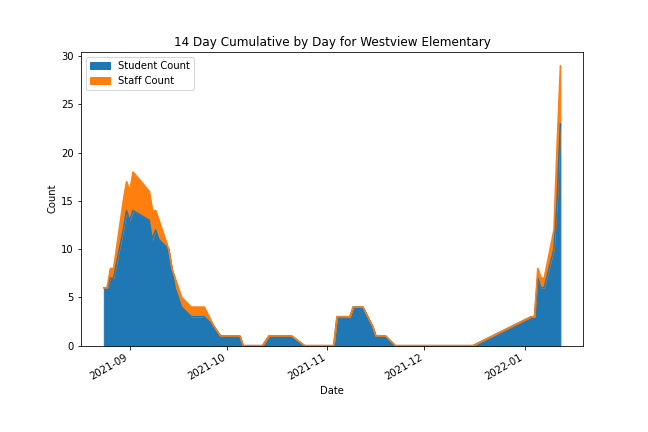 14 Day Cumulative by Day for Westview Elementary
30
25
20
15
10
5
0
Count
Student Count
Staff Count
2021-09
2021-10
2021-11
2021-12
2022-01
Date